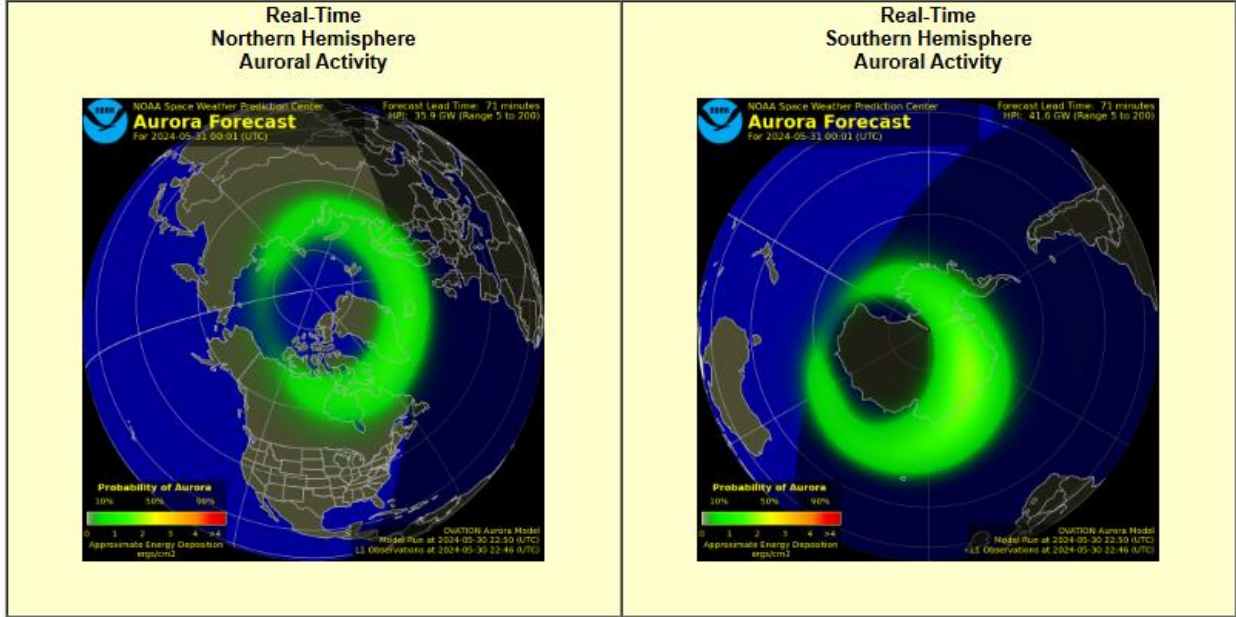 Real-Time
Northern Hemisphere
Auroral Activity
NOAA Space Weather Prediction Center
Aurora Forecast
For 2024-05-31 00:01 (UTC)
Forecast Lead Time: 71 minutes
HPI: 35.9 GW (Range 5 to 200)
Probability of Aurora
10% 50% 90%
0 1 2 3 4 >4
Approximate Energy Deposition
ergs/cm2
OVATION Aurora Model
Model Run at 2024-05-30 22:50 (UTC)
L1 Observations at 2024-05-30 22:46 (UTC)
Real-Time
Southern Hemisphere
Auroral Activity
NOAA Space Weather Prediction Center
Aurora Forecast
For 2024-05-31 00:01 (UTC)
Forecast Lead Time: 71 minutes
HPI: 41.6 GW (Range 5 to 200)
Probability of Aurora
10% 50% 90%
0 1 2 3 4 >4
Approximate Energy Deposition
ergs/cm2
OVATION Aurora Model
Model Run at 2024-05-30 22:50 (UTC)
L1 Observations at 2024-05-30 22:46 (UTC)